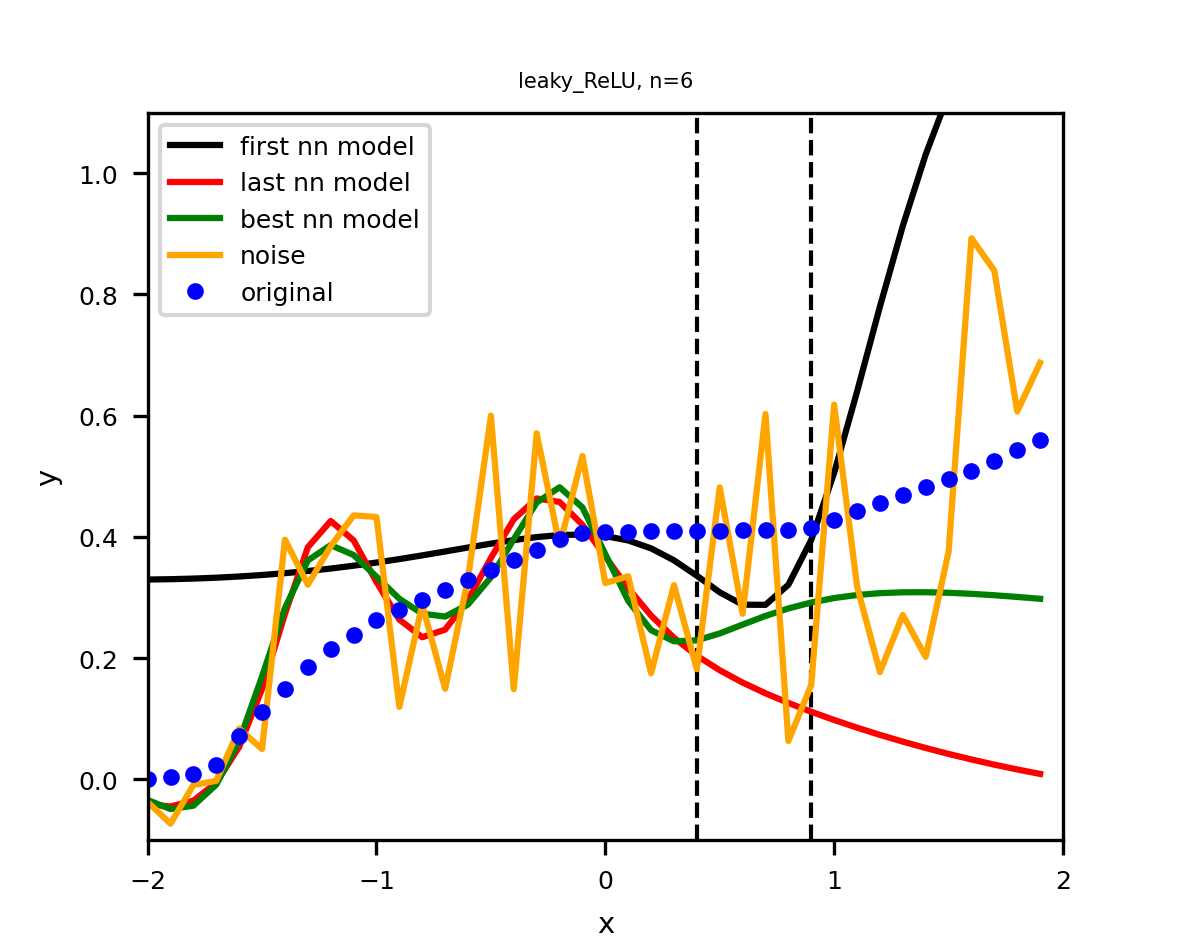 leaky_ReLU, n=6
first nn model
last nn model
best nn model
noise
original
1.0
0.8
0.6
0.4
0.2
0.0
y
−2
−1
0
1
2
x